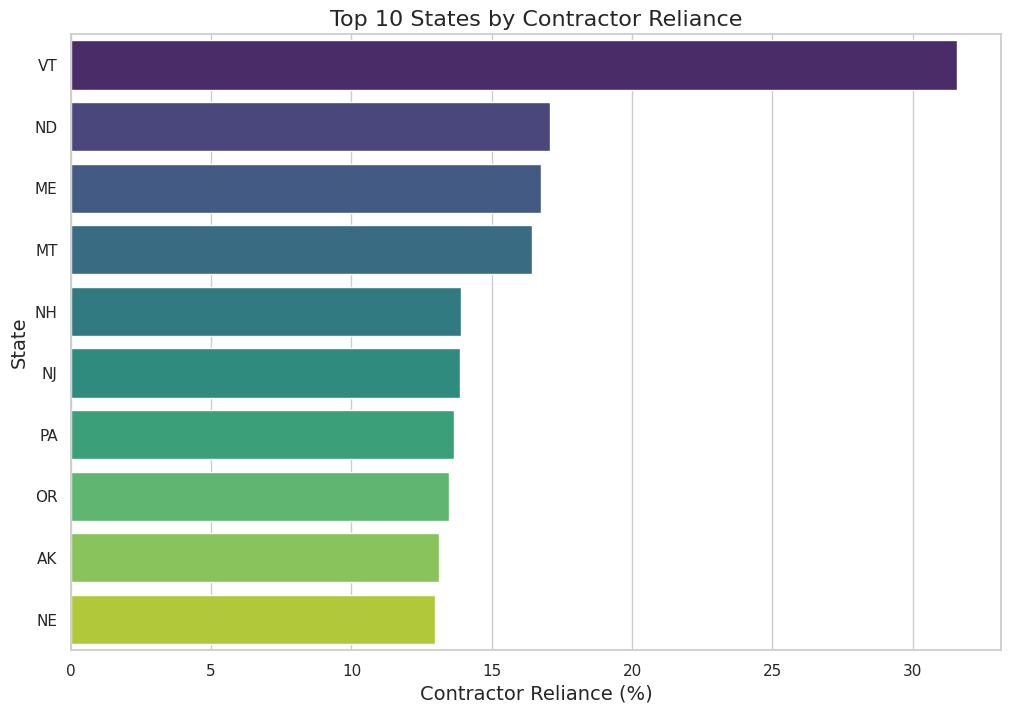 Top 10 States by Contractor Reliance
State
VT
ND
ME
MT
NH
NJ
PA
OR
AK
NE
0 5 10 15 20 25 30
Contractor Reliance (%)